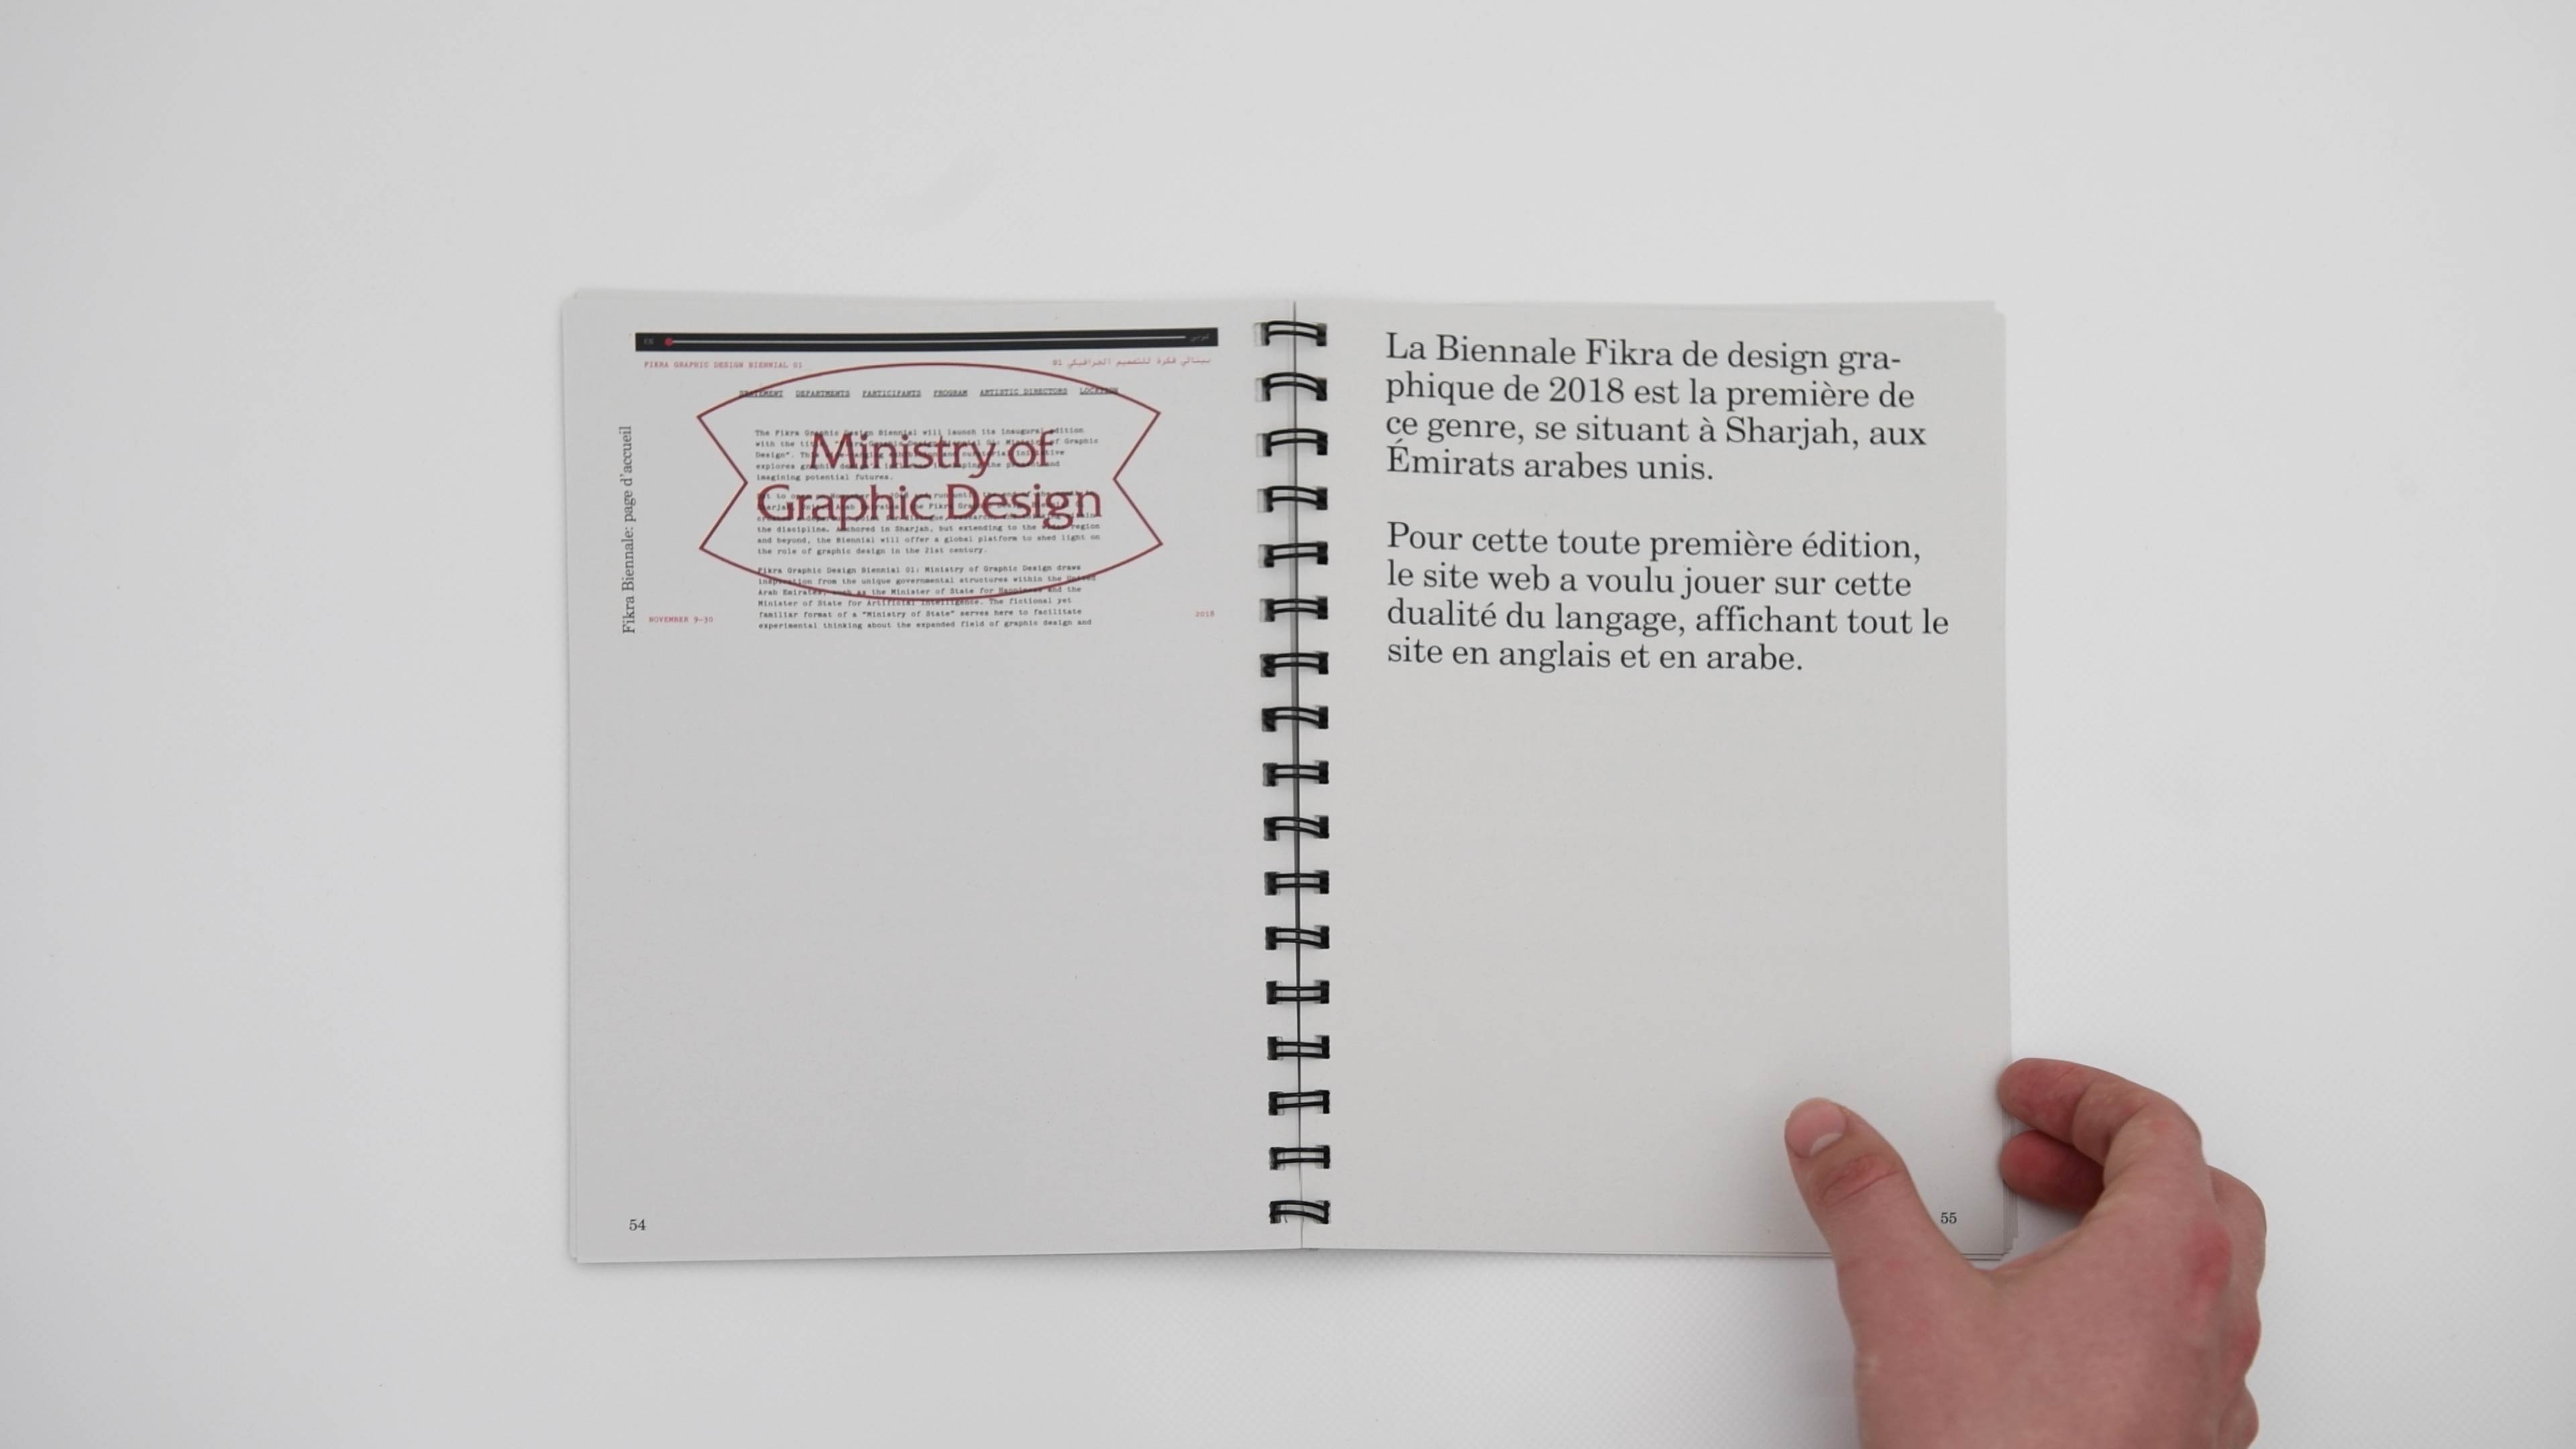 EN
عربي
FIKRA GRAPHIC DESIGN BIENNIAL 01
بينالي فكرة للتصميم الجرافيكي 01
STATEMENT DEPARTMENTS PARTICIPANTS PROGRAM ARTISTIC DIRECTORS LOCATION
Fikra Biennale: page d'accueil
Ministry of
Graphic Design
The Fikra Graphic Design Biennial will launch its inaugural edition
with the of Graphic
Design".
explores graphic the and
imagining potential futures.
the discipline. Anchored in Sharjah, but extending to the region
and beyond, the Biennial will offer a global platform to shed light on
the role of graphic design in the 21st century.
Fikra Graphic Design Biennial 01: Ministry of Graphic Design draws
inspiration from the unique governmental structures within the United
Arab Emirates, such as the Minister of State for Happiness and the
Minister of State for Artificial Intelligence. The fictional yet
familiar format of a "Ministry of State" serves here to facilitate
experimental thinking about the expanded field of graphic design and
NOVEMBER 9–30
2018
54
La Biennale Fikra de design gra-
phique de 2018 est la première de
ce genre, se situant à Sharjah, aux
Émirats arabes unis.
Pour cette toute première édition,
le site web a voulu jouer sur cette
dualité du langage, affichant tout le
site en anglais et en arabe.
55